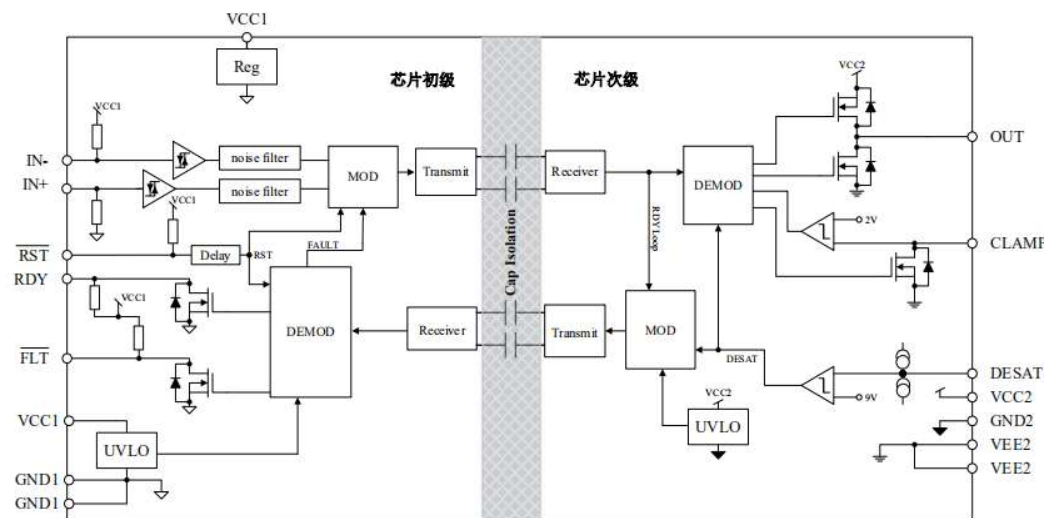 VCC1
Reg
芯片初级
芯片次级
VCC2
VCC1
IN-
noise filter
MOD
Transmit
Receiver
DEMOD
OUT
IN+
noise filter
VCC1
2V
RST
Delay
RST
FAULT
RDY Loop
CLAMP
RDY
VCC1
DEMOD
Receiver
Cap Isolation
Transmit
MOD
FLT
DESAT
9V
DESAT
VCC2
VCC1
UVLO
VCC2
UVLO
GND2
VEE2
GND1
VEE2
GND1